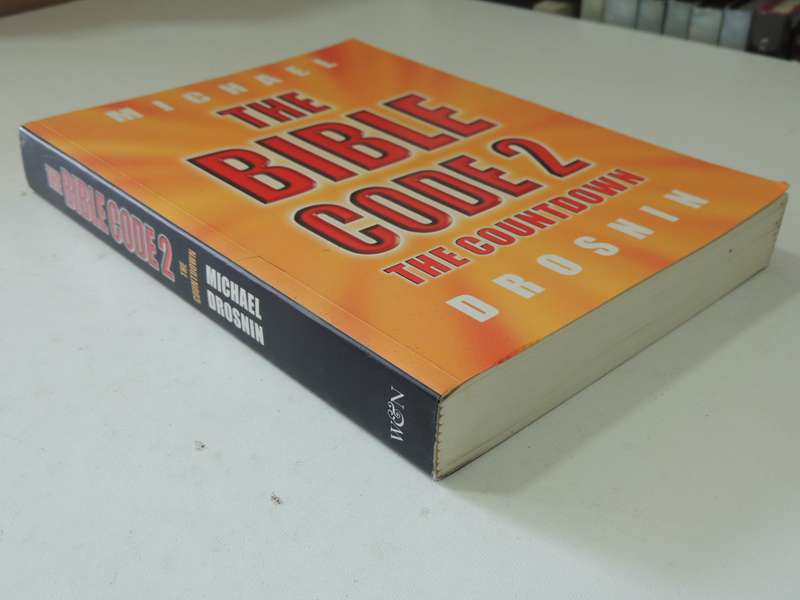 MICHAEL
THE
BIBLE
CODE 2
THE COUNTDOWN
DROSNIN
THE BIBLE CODE 2
THE
COUNTDOWN
MICHAEL
DROSNIN
W&N